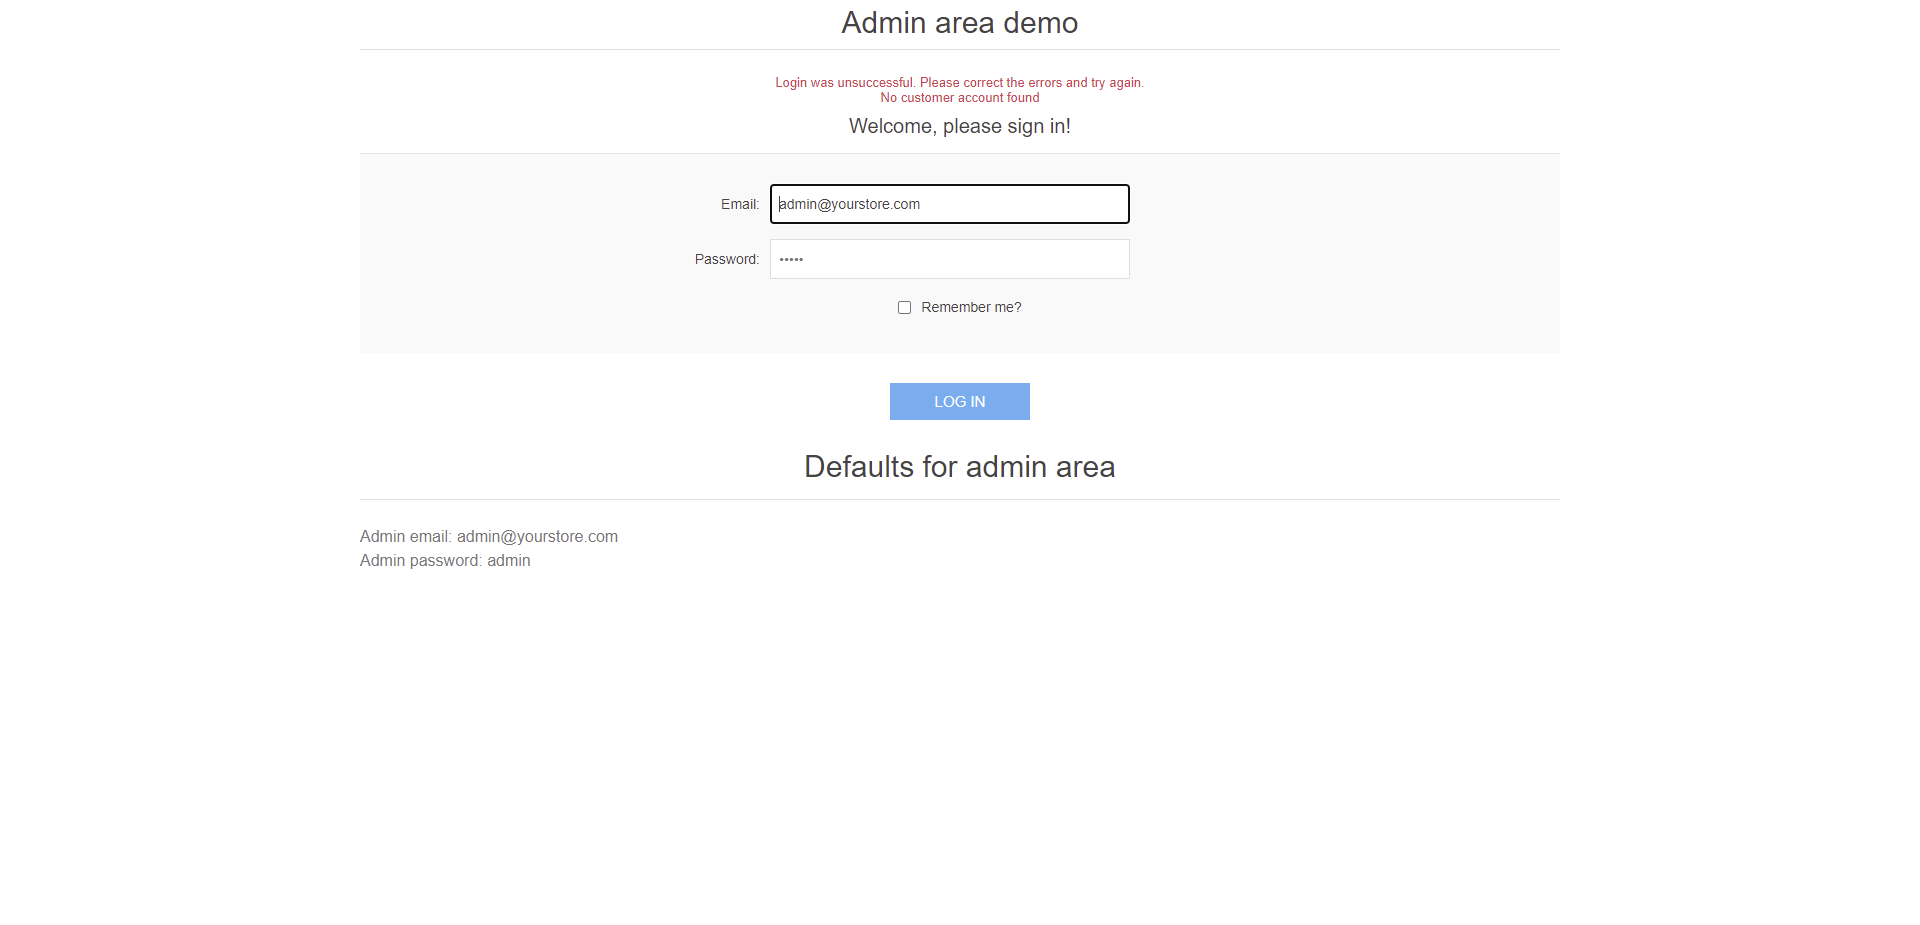 Admin area demo
Login was unsuccessful. Please correct the errors and try again.
No customer account found
Welcome, please sign in!
Email: admin@yourstore.com
Password: •••••
Remember me?
LOG IN
Defaults for admin area
Admin email: admin@yourstore.com
Admin password: admin